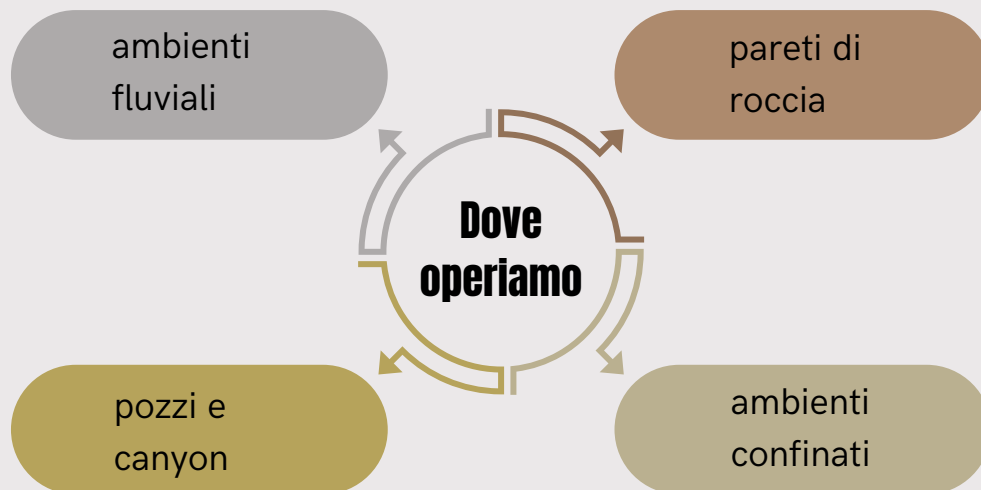 ambienti
fluviali
pareti di
roccia
Dove
operiamo
pozzi e
canyon
ambienti
confinati